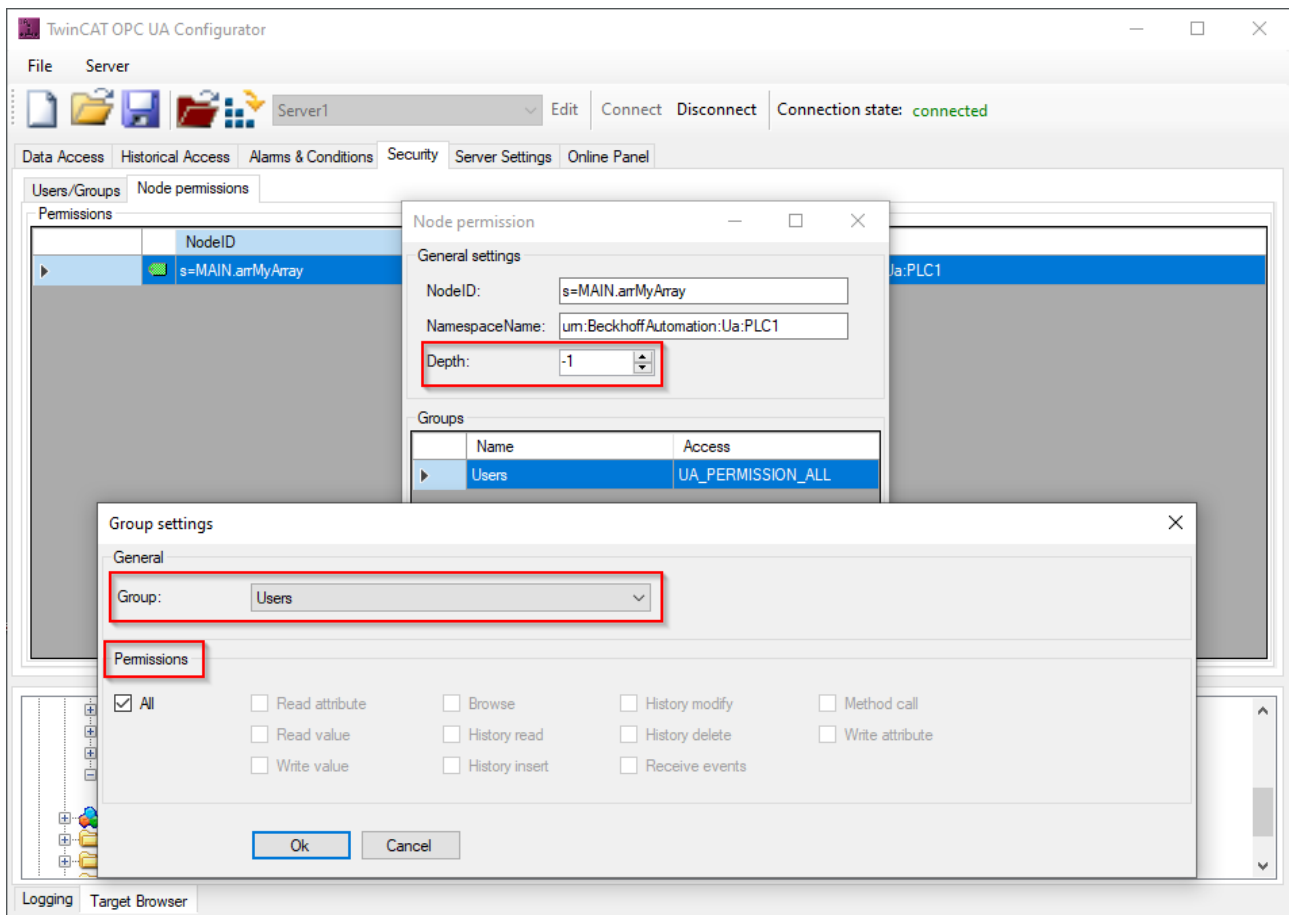 TwinCAT OPC UA Configurator
File Server
Server1 Edit Connect Disconnect Connection state: connected
Data Access Historical Access Alarms & Conditions Security Server Settings Online Panel
Users/Groups Node permissions
Permissions
NodeID
s=MAIN.arrMyArray Ja:PLC1
Node permission
General settings
NodeID: s=MAIN.arrMyArray
NamespaceName: urn:BeckhoffAutomation:Ua:PLC1
Depth: -1
Groups
Name Access
Users UA_PERMISSION_ALL
Group settings
General
Group: Users
Permissions
All Read attribute Browse History modify Method call
Read value History read History delete Write attribute
Write value History insert Receive events
Ok Cancel
Logging Target Browser